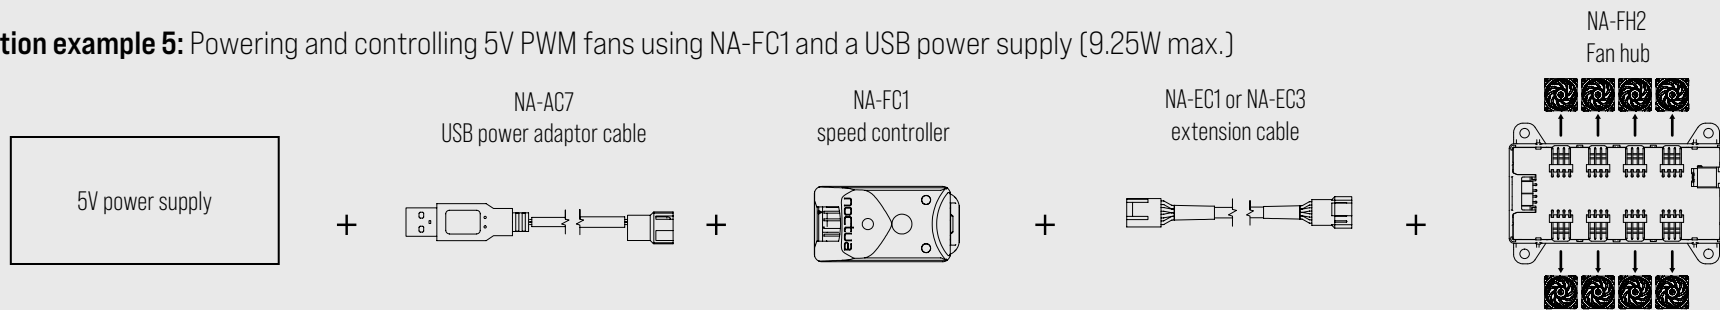 tion example 5: Powering and controlling 5V PWM fans using NA-FC1 and a USB power supply (9.25W max.)
NA-FH2
Fan hub
NA-AC7
USB power adaptor cable
NA-FC1
speed controller
NA-EC1 or NA-EC3
extension cable
5V power supply
+
+
noctua
+
+